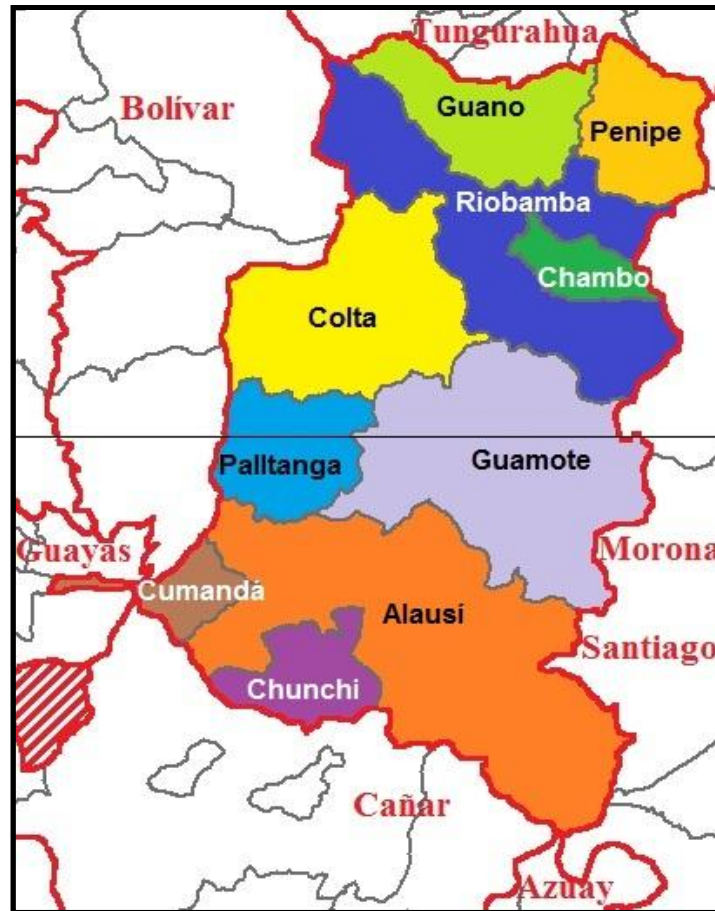 Tungurahua
Bolívar
Guano
Penipe
Riobamba
Chambo
Colta
Palltanga
Guamote
Guayas
Morona
Cumandá
Alausí
Santiago
Chunchi
Cañar
Azuay